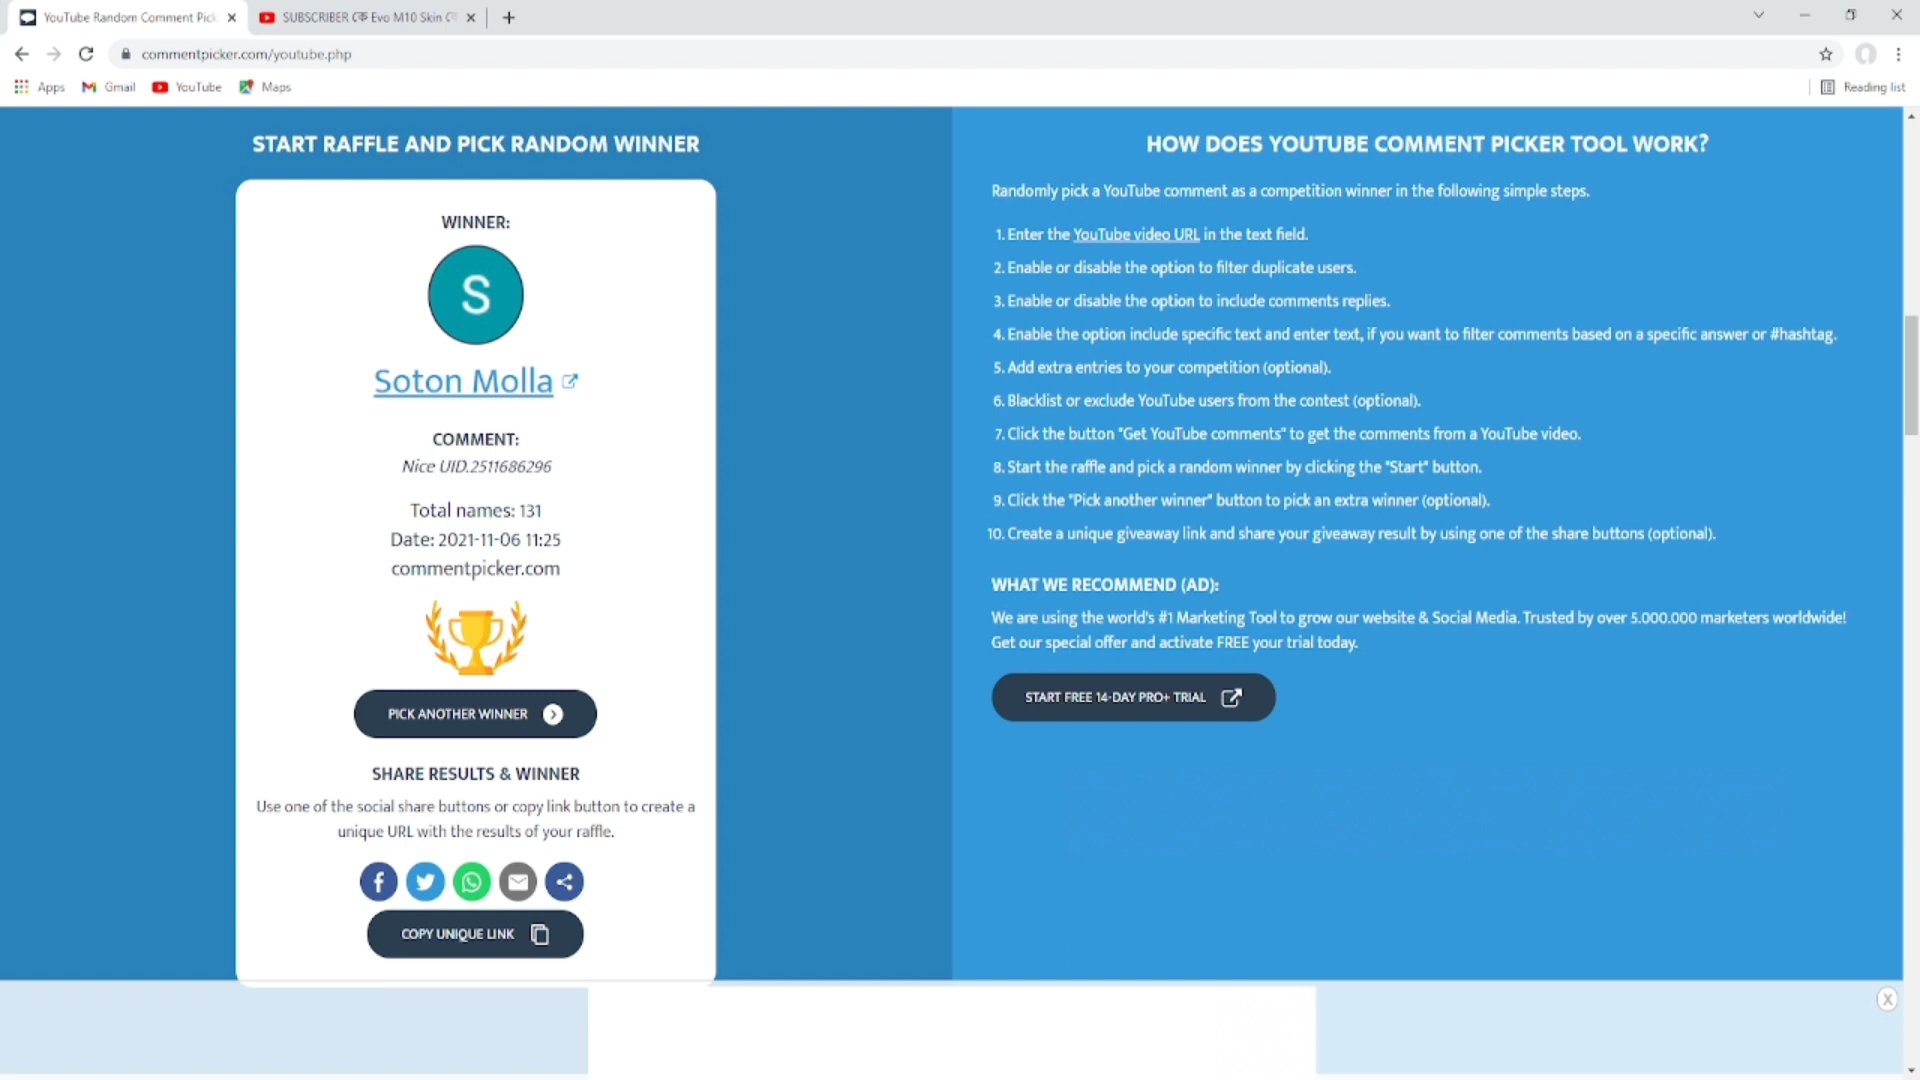 YouTube Random Comment Pick
SUBSCRIBER কে Evo M10 Skin
commentpicker.com/youtube.php
Apps
Gmail
YouTube
Maps
Reading list
START RAFFLE AND PICK RANDOM WINNER
WINNER:
S
Soton Molla
COMMENT:
Nice UID.2511686296
Total names: 131
Date: 2021-11-06 11:25
commentpicker.com
PICK ANOTHER WINNER
SHARE RESULTS & WINNER
Use one of the social share buttons or copy link button to create a
unique URL with the results of your raffle.
COPY UNIQUE LINK
HOW DOES YOUTUBE COMMENT PICKER TOOL WORK?
Randomly pick a YouTube comment as a competition winner in the following simple steps.
1. Enter the YouTube video URL in the text field.
2. Enable or disable the option to filter duplicate users.
3. Enable or disable the option to include comments replies.
4. Enable the option include specific text and enter text, if you want to filter comments based on a specific answer or #hashtag.
5. Add extra entries to your competition (optional).
6. Blacklist or exclude YouTube users from the contest (optional).
7. Click the button "Get YouTube comments" to get the comments from a YouTube video.
8. Start the raffle and pick a random winner by clicking the "Start" button.
9. Click the "Pick another winner" button to pick an extra winner (optional).
10. Create a unique giveaway link and share your giveaway result by using one of the share buttons (optional).
WHAT WE RECOMMEND (AD):
We are using the world's #1 Marketing Tool to grow our website & Social Media. Trusted by over 5.000.000 marketers worldwide!
Get our special offer and activate FREE your trial today.
START FREE 14-DAY PRO+ TRIAL
X